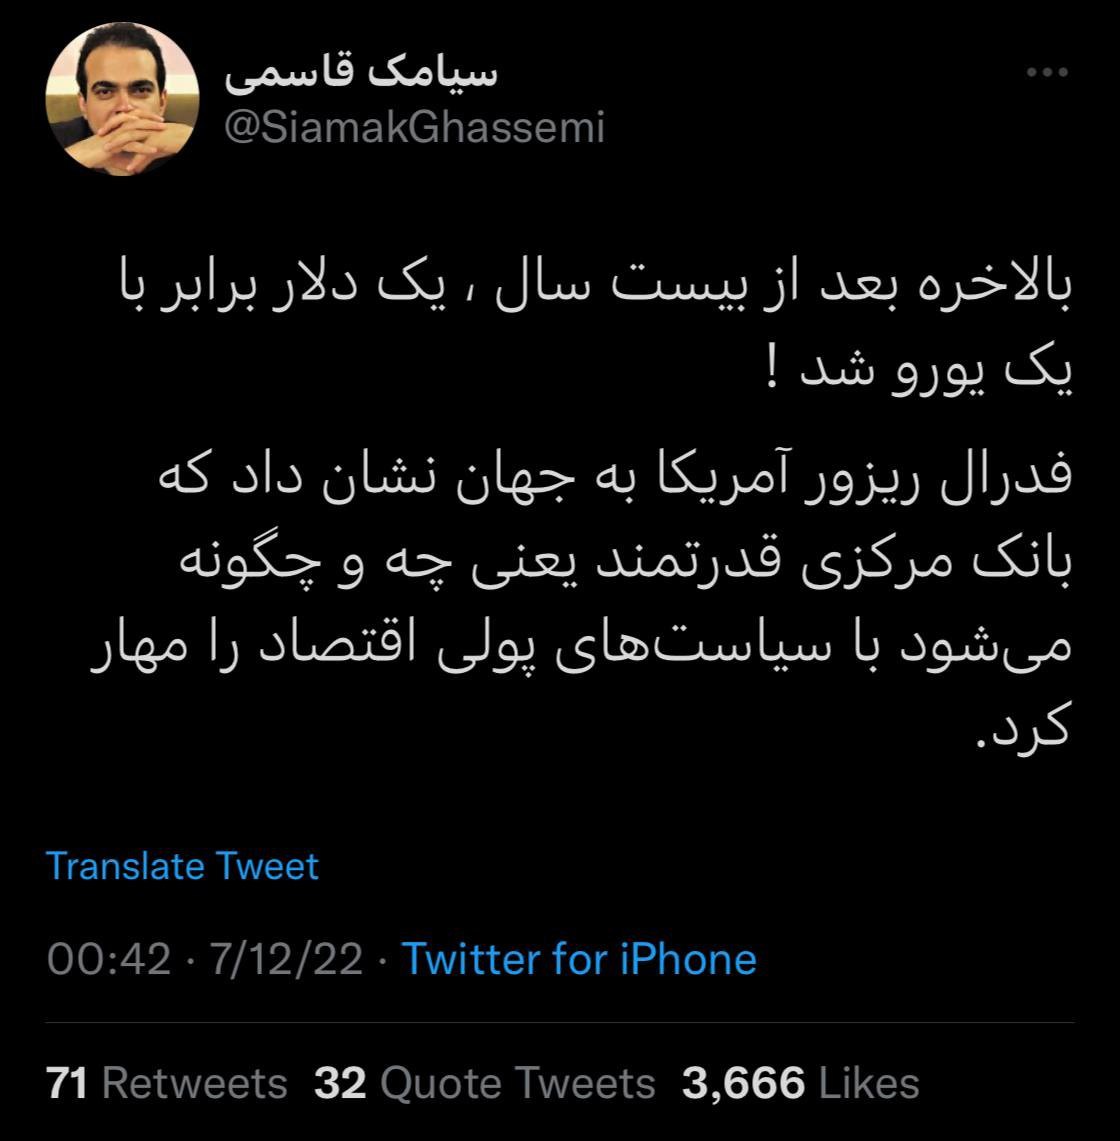 سیامک قاسمی
@SiamakGhassemi
بالاخره بعد از بیست سال ، یک دلار برابر با
یک یورو شد !
فدرال ریزور آمریکا به جهان نشان داد که
بانک مرکزی قدرتمند یعنی چه و چگونه
می‌شود با سیاست‌های پولی اقتصاد را مهار
کرد.
Translate Tweet
00:42 · 7/12/22 · Twitter for iPhone
71 Retweets 32 Quote Tweets 3,666 Likes